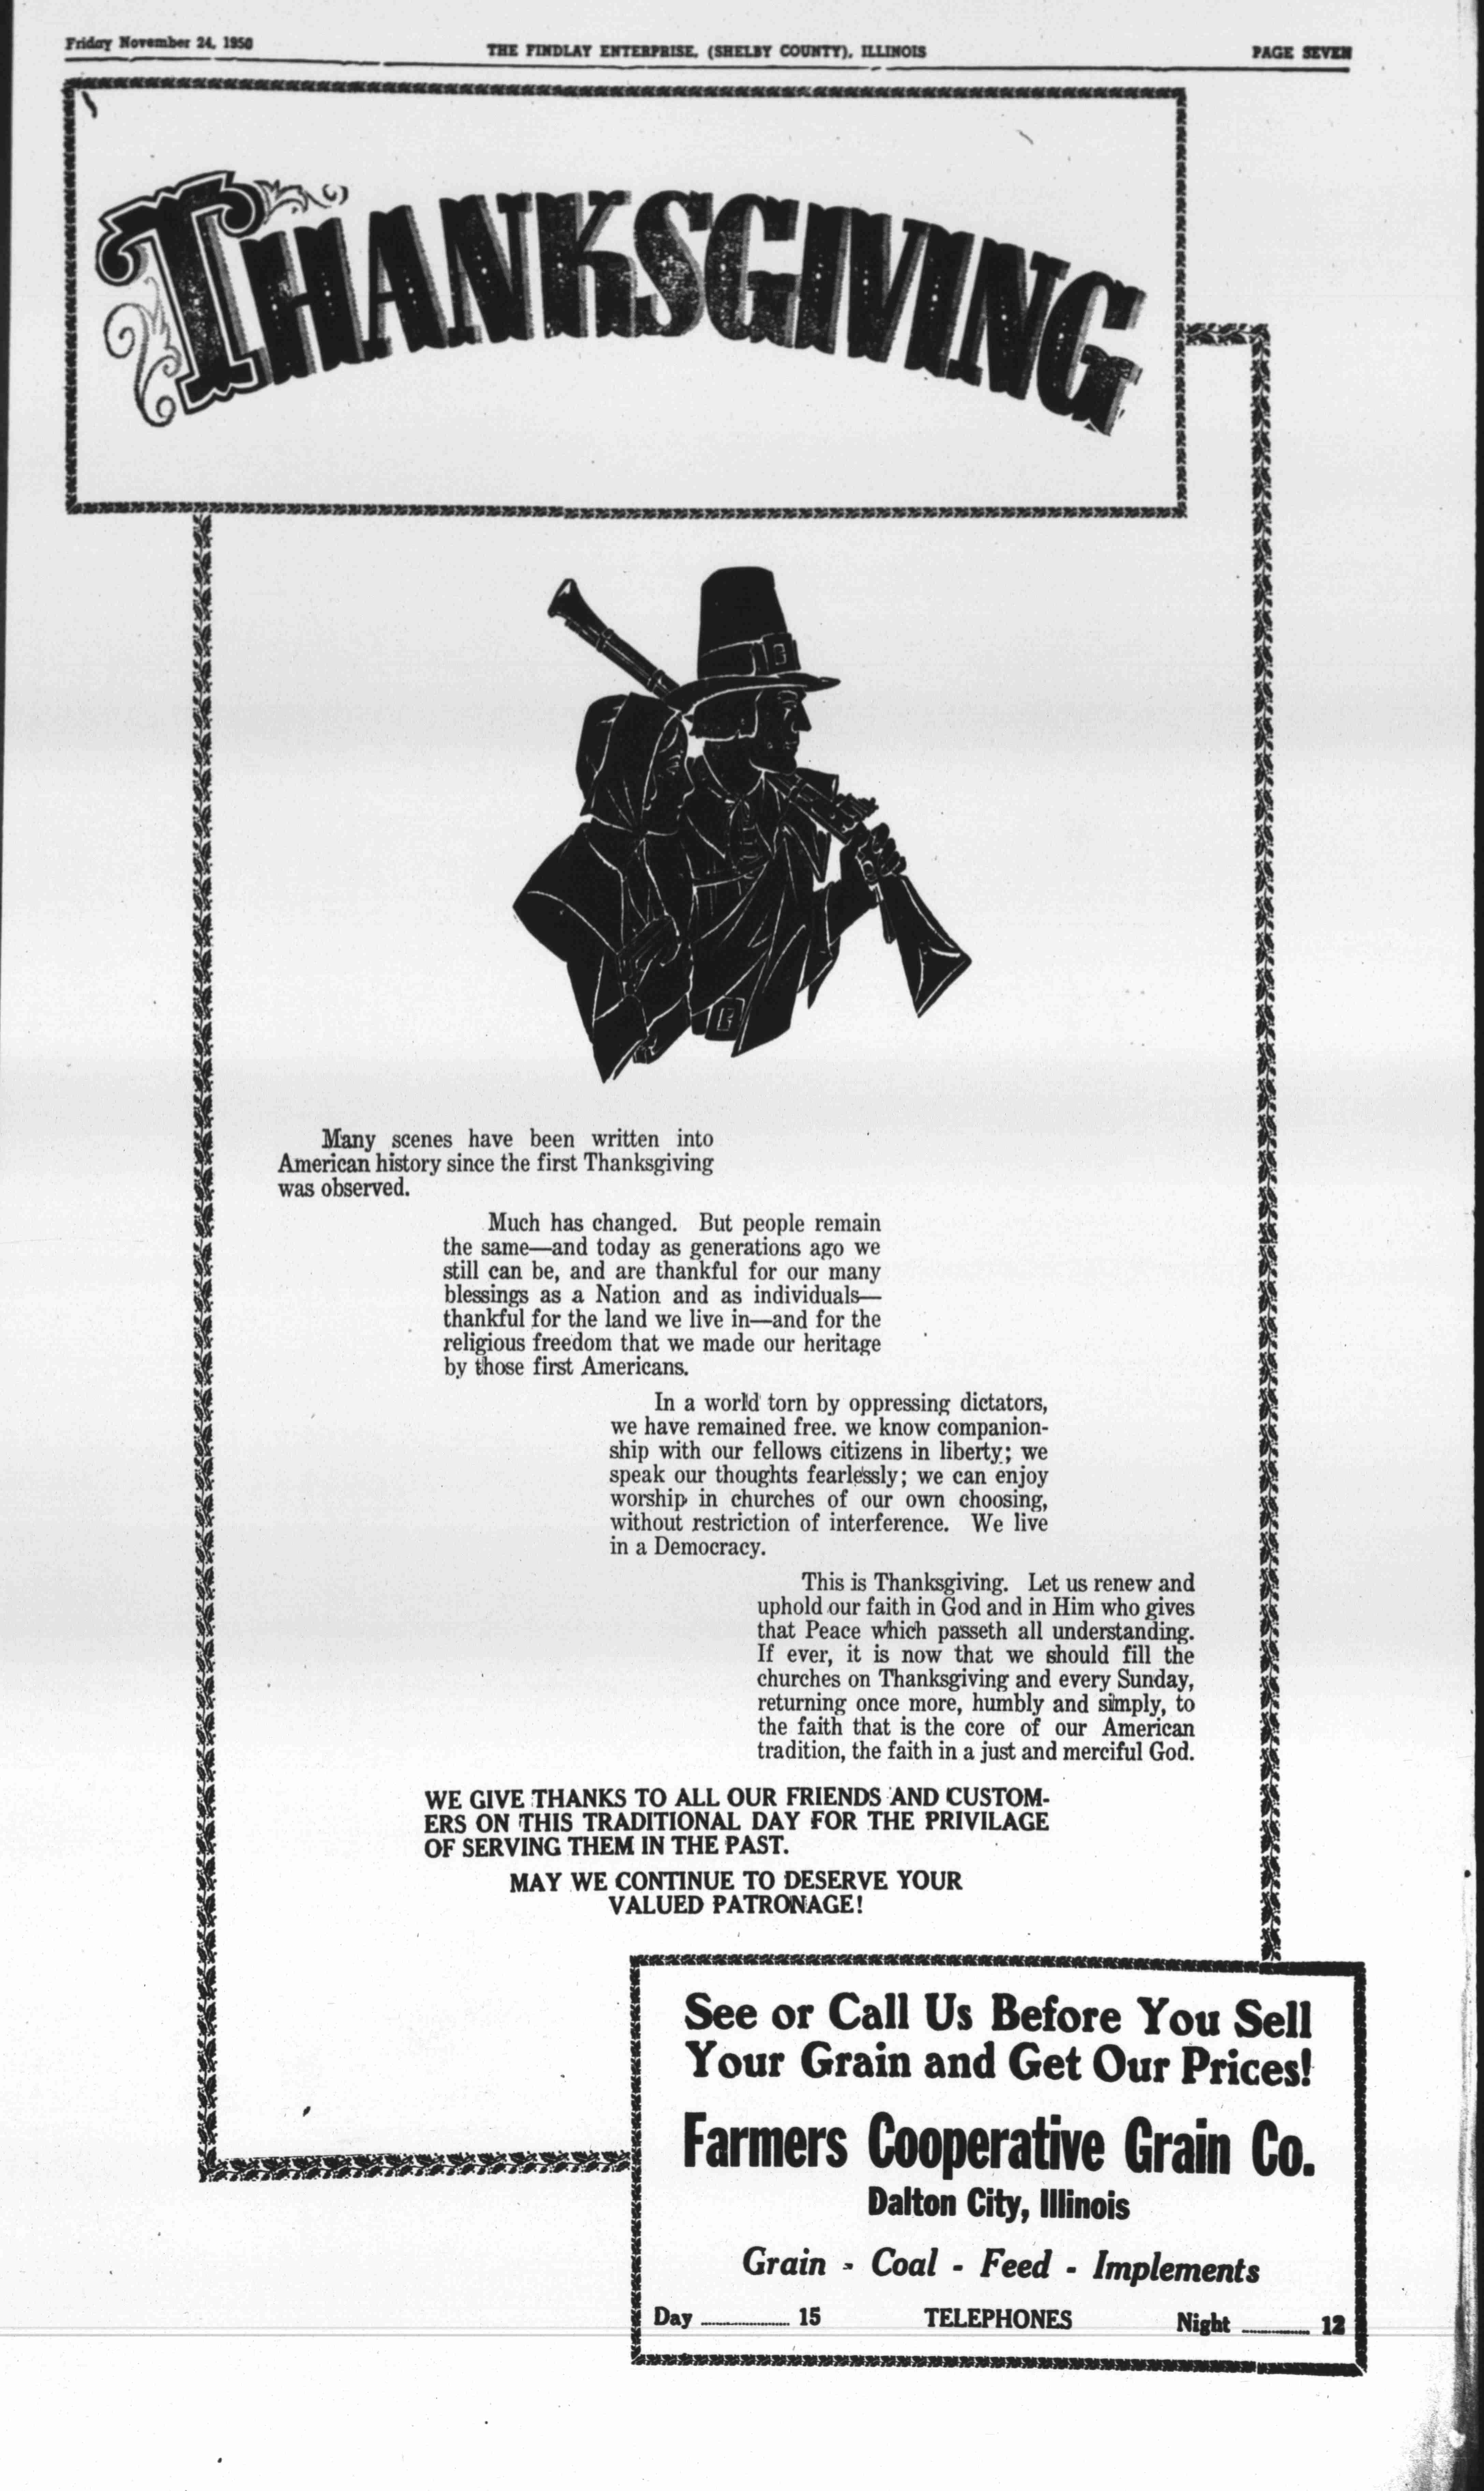 Friday November 24, 1950
THE FINDLAY ENTERPRISE, (SHELBY COUNTY), ILLINOIS
PAGE SEVEN
THANKSGIVING
Many scenes have been written into
American history since the first Thanksgiving
was observed.
Much has changed. But people remain
the same—and today as generations ago we
still can be, and are thankful for our many
blessings as a Nation and as individuals—
thankful for the land we live in—and for the
religious freedom that we made our heritage
by those first Americans.
In a world torn by oppressing dictators,
we have remained free. we know companion-
ship with our fellows citizens in liberty; we
speak our thoughts fearlessly; we can enjoy
worship in churches of our own choosing,
without restriction of interference. We live
in a Democracy.
This is Thanksgiving. Let us renew and
uphold our faith in God and in Him who gives
that Peace which passeth all understanding.
If ever, it is now that we should fill the
churches on Thanksgiving and every Sunday,
returning once more, humbly and simply, to
the faith that is the core of our American
tradition, the faith in a just and merciful God.
WE GIVE THANKS TO ALL OUR FRIENDS AND CUSTOM-
ERS ON THIS TRADITIONAL DAY FOR THE PRIVILAGE
OF SERVING THEM IN THE PAST.
MAY WE CONTINUE TO DESERVE YOUR
VALUED PATRONAGE!
See or Call Us Before You Sell
Your Grain and Get Our Prices!
Farmers Cooperative Grain Co.
Dalton City, Illinois
Grain - Coal - Feed - Implements
Day ........ 15 TELEPHONES Night ........ 12